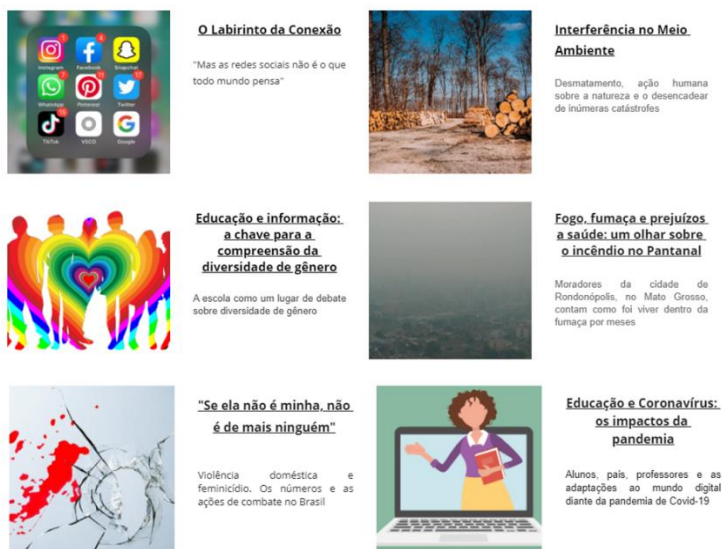 O Labirinto da Conexão
"Mas as redes sociais não é o que
todo mundo pensa"
Instagram Facebook Snapchat
WhatsApp Pinterest Twitter
TikTok VSCO Google
Interferência no Meio
Ambiente
Desmatamento, ação humana
sobre a natureza e o desencadear
de inúmeras catástrofes
Educação e informação:
a chave para a
compreensão da
diversidade de gênero
A escola como um lugar de debate
sobre diversidade de gênero
Fogo, fumaça e prejuízos
a saúde: um olhar sobre
o incêndio no Pantanal
Moradores da cidade de
Rondonópolis, no Mato Grosso,
contam como foi viver dentro da
fumaça por meses
"Se ela não é minha, não
é de mais ninguém"
Violência doméstica e
feminicídio. Os números e as
ações de combate no Brasil
Educação e Coronavírus:
os impactos da
pandemia
Alunos, pais, professores e as
adaptações ao mundo digital
diante da pandemia de Covid-19